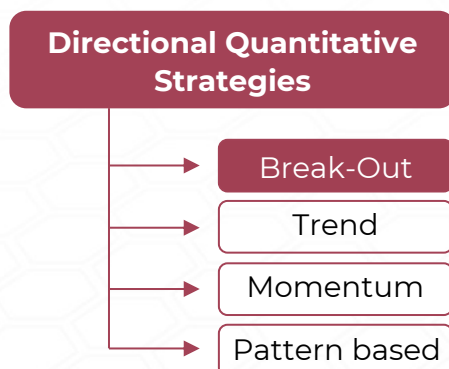 Directional Quantitative
Strategies
Break-Out
Trend
Momentum
Pattern based